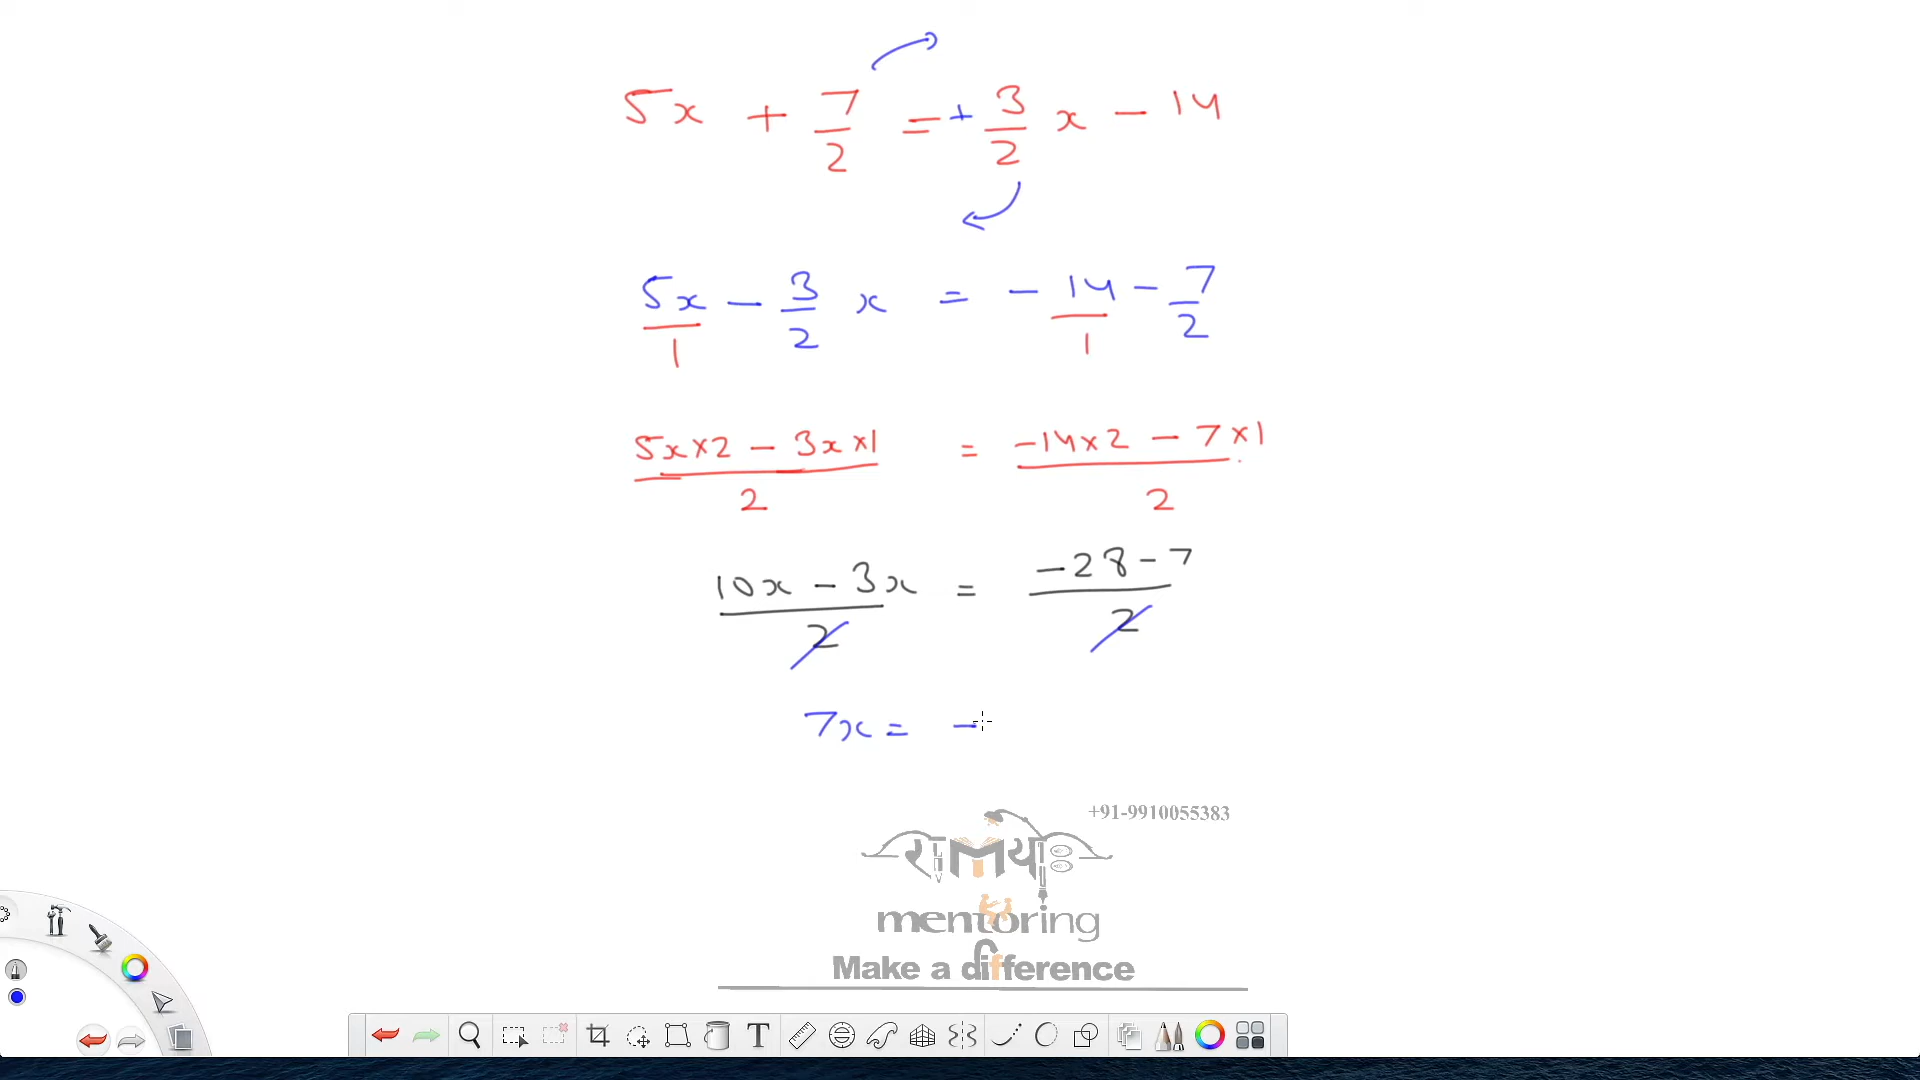 5x + 7/2 = + 3/2 x - 14
5x/1 - 3/2 x = - 14/1 - 7/2
5x×2 - 3x×1 / 2 = -14×2 - 7×1 / 2
10x - 3x / 2 = -28-7 / 2
7x = -
+91-9910055383
राम्या
mentoring
Make a difference
T